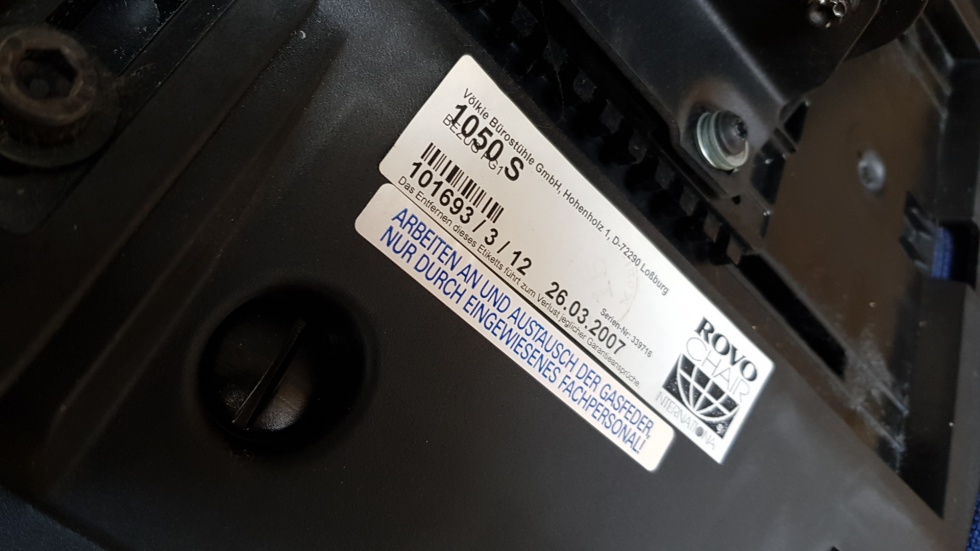 Völkle Bürostühle GmbH, Hohenholz 1, D-72290 Loßburg
1050 S
BEZUG PG1
101693 / 3 / 12 26.03.2007
Serien-Nr: 339716
Das Entfernen dieses Etiketts führt zum Verlust jeglicher Garantieansprüche
ROVO
CHAIR
INTERNATIONAL
ARBEITEN AN UND AUSTAUSCH DER GASFEDER,
NUR DURCH EINGEWIESENES FACHPERSONAL!